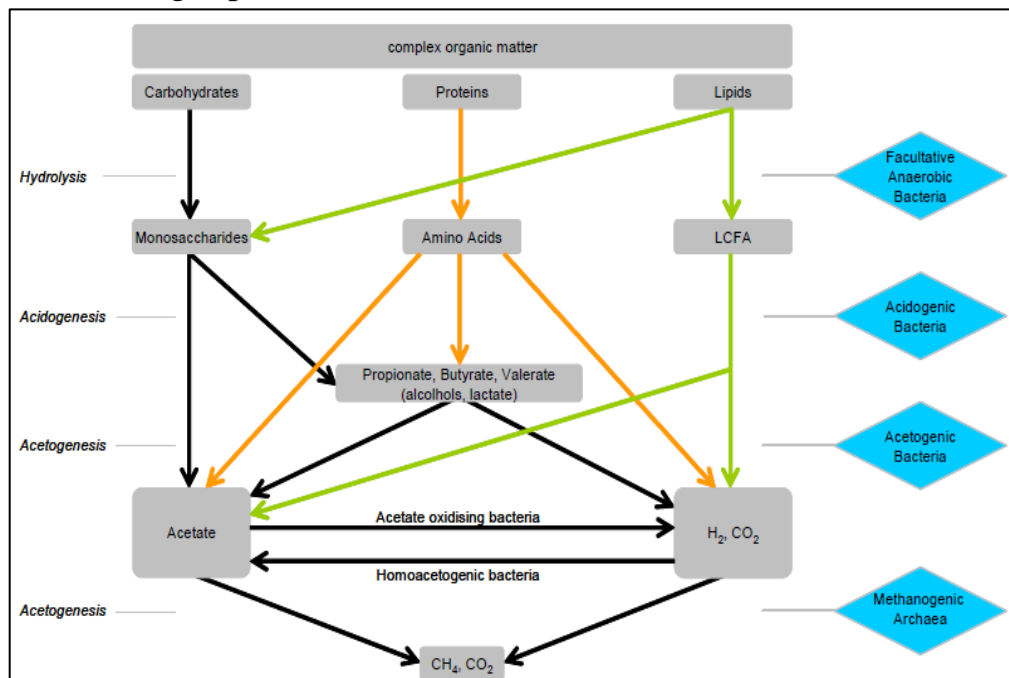 complex organic matter
Carbohydrates
Proteins
Lipids
Hydrolysis
Facultative
Anaerobic
Bacteria
Monosaccharides
Amino Acids
LCFA
Acidogenesis
Acidogenic
Bacteria
Propionate, Butyrate, Valerate
(alcolhols, lactate)
Acetogenesis
Acetogenic
Bacteria
Acetate
Acetate oxidising bacteria
H₂, CO₂
Homoacetogenic bacteria
Acetogenesis
Methanogenic
Archaea
CH₄, CO₂